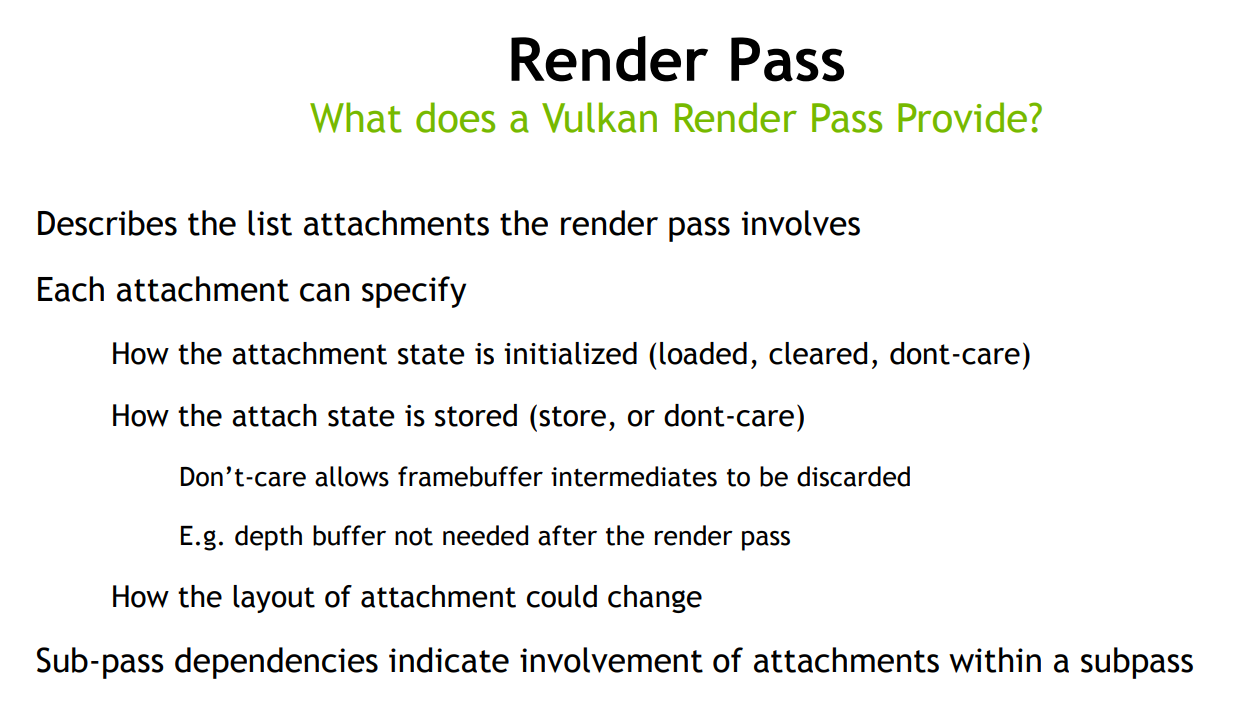 Render Pass
What does a Vulkan Render Pass Provide?
Describes the list attachments the render pass involves
Each attachment can specify
How the attachment state is initialized (loaded, cleared, dont-care)
How the attach state is stored (store, or dont-care)
Don’t-care allows framebuffer intermediates to be discarded
E.g. depth buffer not needed after the render pass
How the layout of attachment could change
Sub-pass dependencies indicate involvement of attachments within a subpass